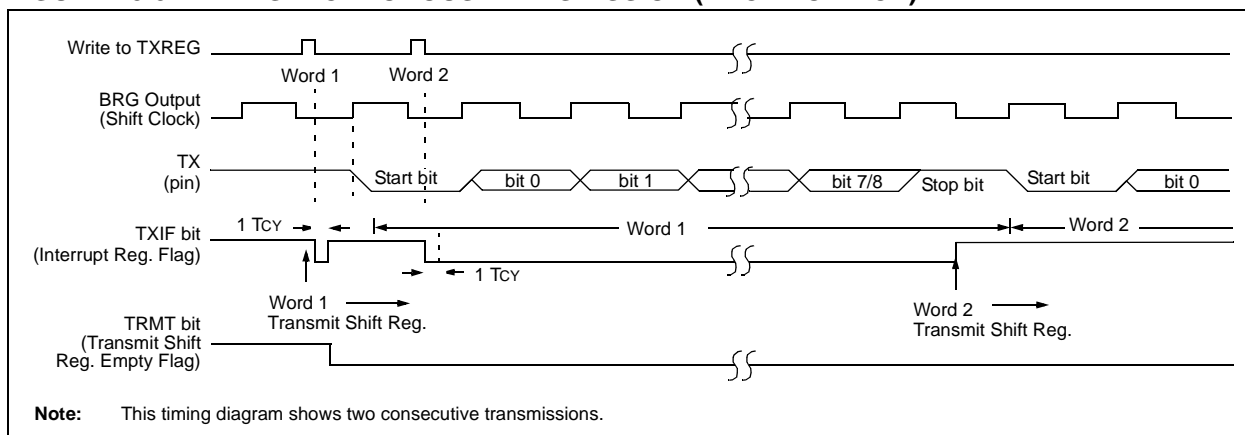 Write to TXREG
Word 1
Word 2
BRG Output
(Shift Clock)
TX
(pin)
Start bit
bit 0
bit 1
bit 7/8
Stop bit
Start bit
bit 0
1 TCY
TXIF bit
(Interrupt Reg. Flag)
Word 1
Word 2
1 TCY
Word 1
Transmit Shift Reg.
Word 2
Transmit Shift Reg.
TRMT bit
(Transmit Shift
Reg. Empty Flag)
Note: This timing diagram shows two consecutive transmissions.